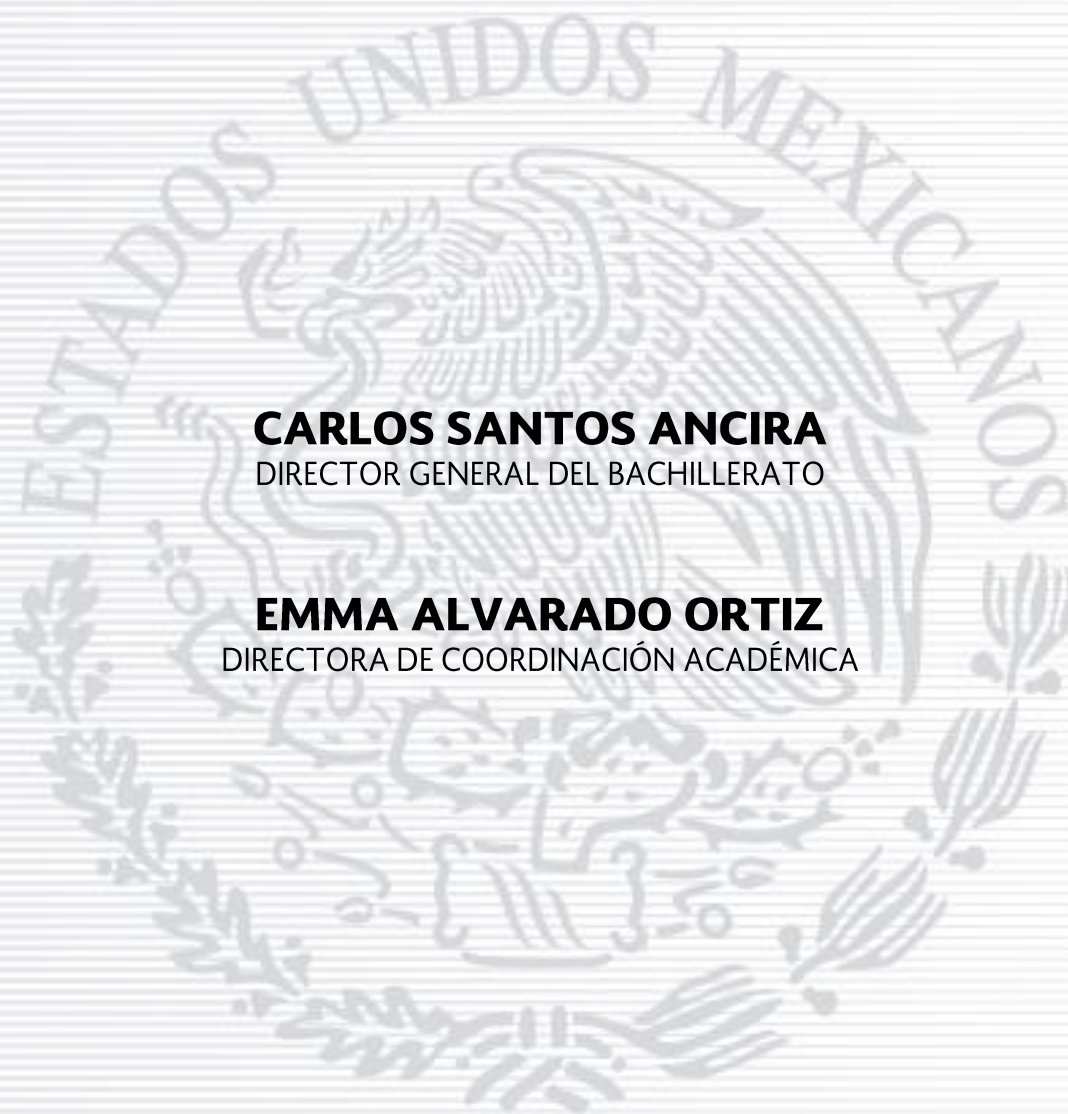 ESTADOS UNIDOS MEXICANOS
CARLOS SANTOS ANCIRA
DIRECTOR GENERAL DEL BACHILLERATO
EMMA ALVARADO ORTIZ
DIRECTORA DE COORDINACIÓN ACADÉMICA